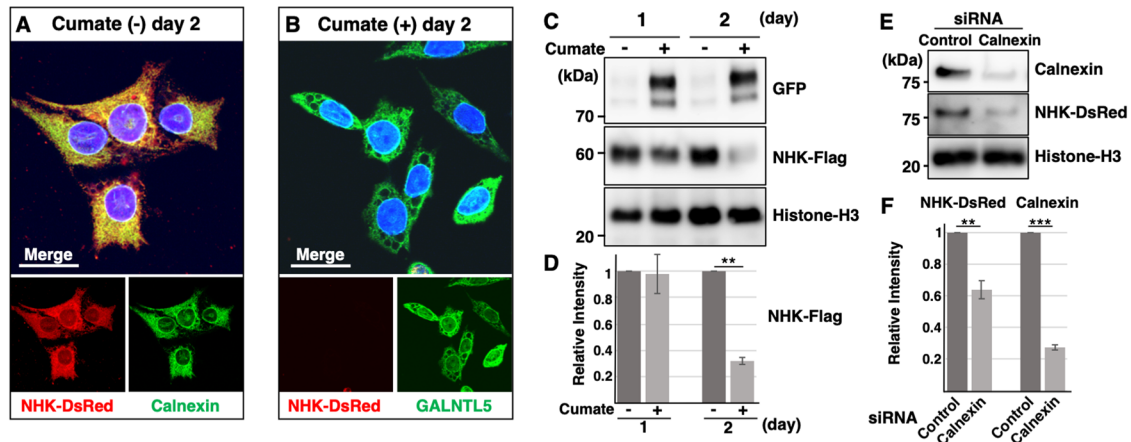 A
Cumate (-) day 2
Merge
NHK-DsRed
Calnexin
B
Cumate (+) day 2
Merge
NHK-DsRed
GALNTL5
C
1 2 (day)
Cumate - + - +
(kDa)
GFP
70
60
NHK-Flag
Histone-H3
20
D
Relative Intensity
1
0.8
0.6
0.4
0.2
**
NHK-Flag
Cumate - + - +
1 2 (day)
E
siRNA
Control Calnexin
(kDa)
75
Calnexin
75
NHK-DsRed
20
Histone-H3
F
NHK-DsRed Calnexin
** ***
Relative Intensity
1
0.8
0.6
0.4
0.2
siRNA
Control Calnexin Control Calnexin